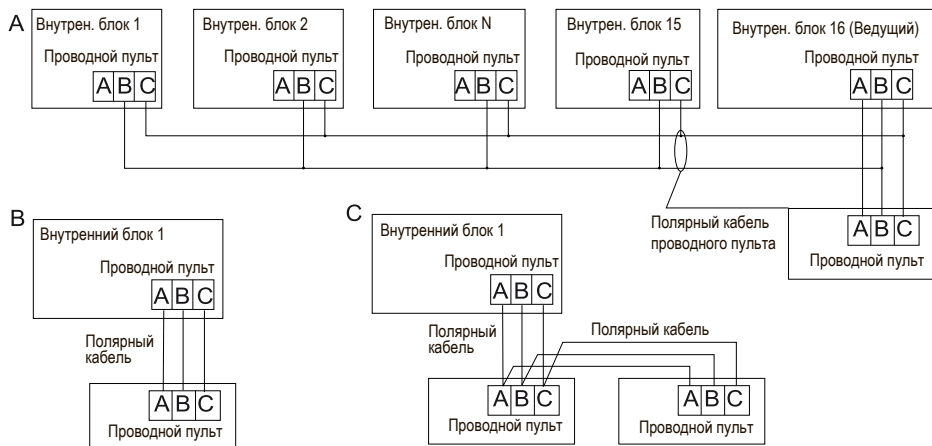 A
Внутрен. блок 1
Проводной пульт
A B C
Внутрен. блок 2
Проводной пульт
A B C
Внутрен. блок N
Проводной пульт
A B C
Внутрен. блок 15
Проводной пульт
A B C
Внутрен. блок 16 (Ведущий)
Проводной пульт
A B C
Полярный кабель
проводного пульта
A B C
Проводной пульт
B
Внутренний блок 1
Проводной пульт
A B C
Полярный
кабель
A B C
Проводной пульт
C
Внутренний блок 1
Проводной пульт
A B C
Полярный
кабель
Полярный кабель
A B C
Проводной пульт
A B C
Проводной пульт